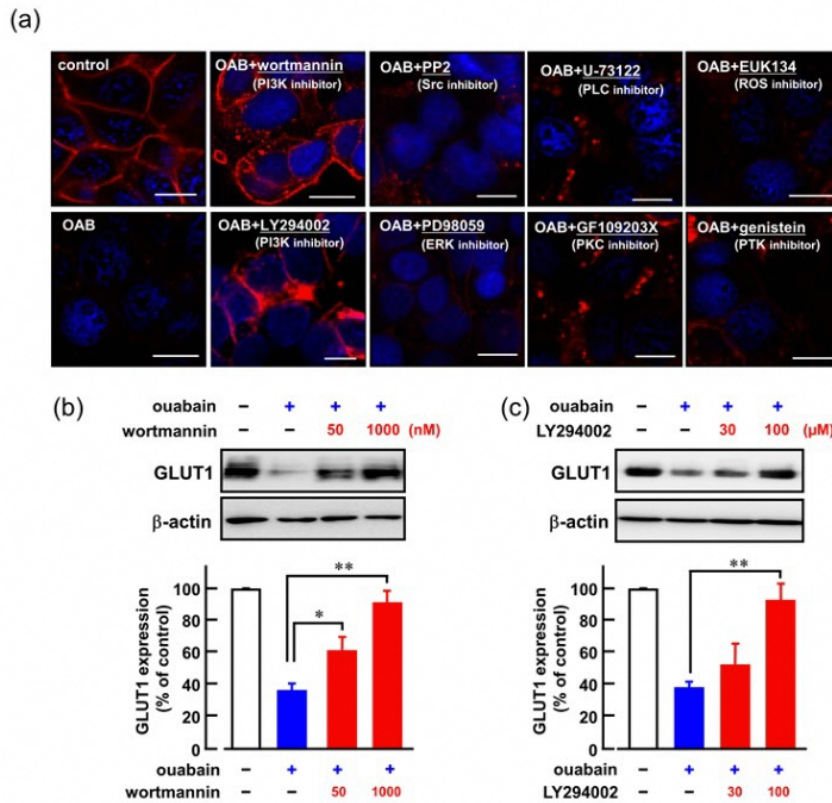 (a)
control
OAB+wortmannin
(PI3K inhibitor)
OAB+PP2
(Src inhibitor)
OAB+U-73122
(PLC inhibitor)
OAB+EUK134
(ROS inhibitor)
OAB
OAB+LY294002
(PI3K inhibitor)
OAB+PD98059
(ERK inhibitor)
OAB+GF109203X
(PKC inhibitor)
OAB+genistein
(PTK inhibitor)
(b)
ouabain − + + +
wortmannin − − 50 1000 (nM)
GLUT1
β-actin
GLUT1 expression
(% of control)
100
80
60
40
20
0
**
*
ouabain − + + +
wortmannin − − 50 1000
(c)
ouabain − + + +
LY294002 − − 30 100 (μM)
GLUT1
β-actin
GLUT1 expression
(% of control)
100
80
60
40
20
0
**
ouabain − + + +
LY294002 − − 30 100